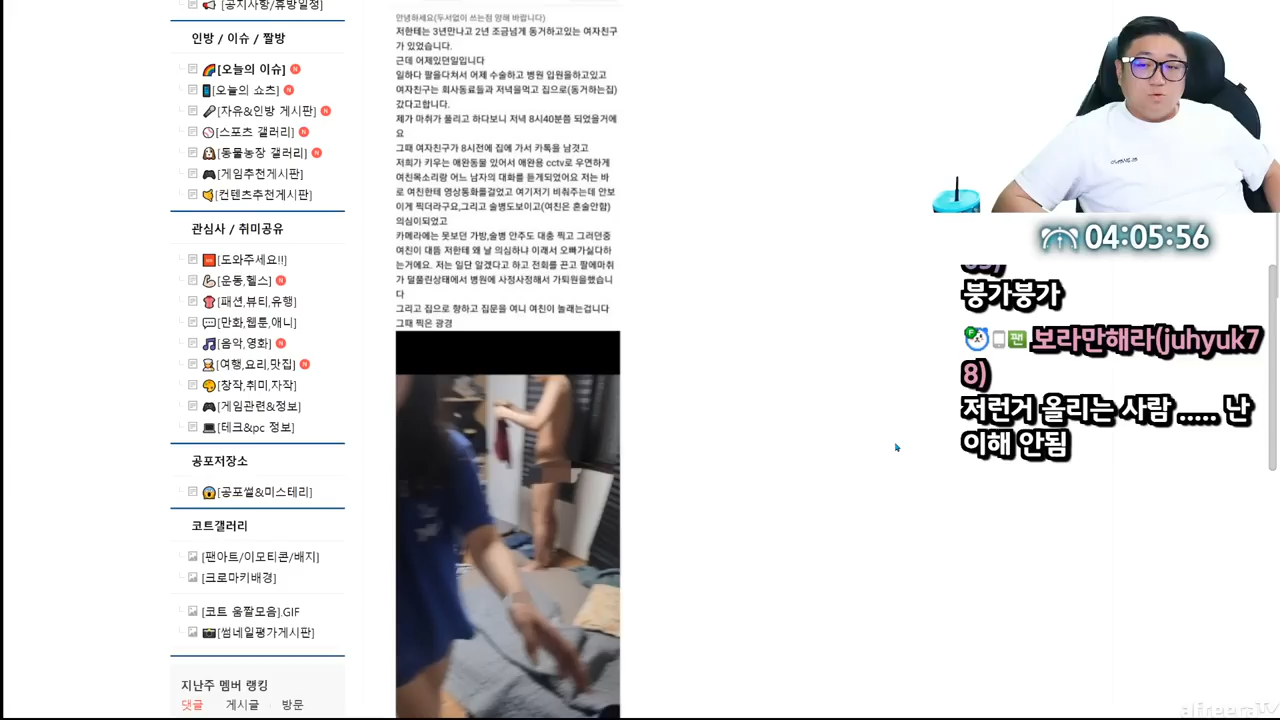 [공지사항/휴방일정]
인방 / 이슈 / 짤방
[오늘의 이슈] N
[오늘의 쇼츠] N
[자유&인방 게시판] N
[스포츠 갤러리] N
[동물농장 갤러리] N
[게임추천게시판]
[컨텐츠추천게시판]
관심사 / 취미공유
[도와주세요!!]
[운동,헬스] N
[패션,뷰티,유행]
[만화,웹툰,애니]
[음악,영화] N
[여행,요리,맛집] N
[창작,취미,자작]
[게임관련&정보]
[테크&pc 정보]
공포저장소
[공포썰&미스테리]
코트갤러리
[팬아트/이모티콘/배지]
[크로마키배경]
[코트 움짤모음].GIF
[썸네일평가게시판]
지난주 멤버 랭킹
댓글 게시글 방문
안녕하세요(두서없이 쓰는점 양해 바랍니다)
저한테는 3년만나고 2년 조금넘게 동거하고있는 여자친구
가 있었습니다.
근데 어제있던일입니다
일하다 팔을다쳐서 어제 수술하고 병원 입원을하고있고
여자친구는 회사동료들과 저녁을먹고 집으로(동거하는집)
갔다고합니다.
제가 마취가 풀리고 하다보니 저녁 8시40분쯤 되었을거에
요
그때 여자친구가 8시전에 집에 가서 카톡을 남겻고
저희가 키우는 애완동물 있어서 애완용 cctv로 우연하게
여친목소리랑 어느 남자의 대화를 듣게되었어요 저는 바
로 여친한테 영상통화를걸었고 여기저기 비춰주는데 안보
이게 찍더라구요,그리고 술병도보이고(여친은 혼술안함)
의심이되었고
카메라에는 못보던 가방,술병 안주도 대충 찍고 그러던중
여친이 대뜸 저한테 왜 날 의심하냐 이래서 오빠가싫다하
는거에요. 저는 일단 알겠다고 하고 전화를 끈고 팔에마취
가 덜풀린상태에서 병원에 사정사정해서 가퇴원을했습니
다
그리고 집으로 향하고 집문을 여니 여친이 놀래는겁니다
그때 찍은 광경
04:05:56
붕가붕가
F 팬 보라만해라(juhyuk7
8)
저런거 올리는 사람 ..... 난
이해 안됨
afreecaTV